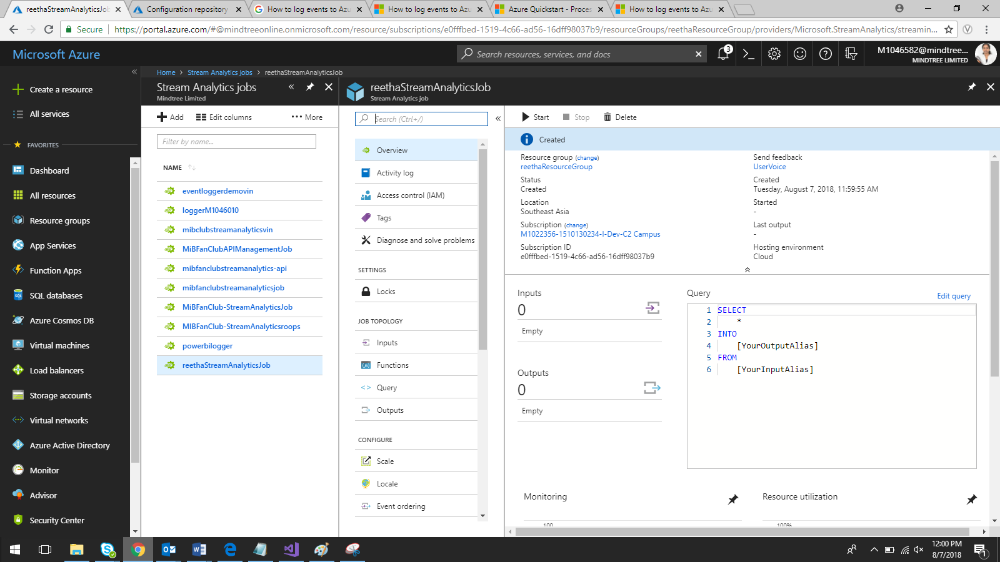 reethaStreamAnalyticsJob
Configuration repository
How to log events to Azu
How to log events to Azu
Azure Quickstart - Proces
How to log events to Azu
Secure
https://portal.azure.com/#@mindtreeonline.onmicrosoft.com/resource/subscriptions/e0fffbed-1519-4c66-ad56-16dff98037b9/resourceGroups/reethaResourceGroup/providers/Microsoft.StreamAnalytics/streamin...
Microsoft Azure
Search resources, services, and docs
3
M1046582@mindtree...
MINDTREE LIMITED
Home > Stream Analytics jobs > reethaStreamAnalyticsJob
Create a resource
All services
FAVORITES
Dashboard
All resources
Resource groups
App Services
Function Apps
SQL databases
Azure Cosmos DB
Virtual machines
Load balancers
Storage accounts
Virtual networks
Azure Active Directory
Monitor
Advisor
Security Center
Stream Analytics jobs
Mindtree Limited
Add
Edit columns
More
Filter by name...
NAME
eventloggerdemovin
loggerM1046010
mibclubstreamanalyticsvin
MiBFanClubAPIManagementJob
mibfanclubstreamanalytics-api
mibfanclubstreamanalyticsjob
MiBFanClub-StreamAnalyticsJob
MIBFanClub-StreamAnalyticsroops
powerbilogger
reethaStreamAnalyticsJob
reethaStreamAnalyticsJob
Stream Analytics job
Search (Ctrl+/)
Overview
Activity log
Access control (IAM)
Tags
Diagnose and solve problems
SETTINGS
Locks
JOB TOPOLOGY
Inputs
Functions
Query
Outputs
CONFIGURE
Scale
Locale
Event ordering
Start
Stop
Delete
Created
Resource group (change)
reethaResourceGroup
Status
Created
Location
Southeast Asia
Subscription (change)
M1022356-1510130234-I-Dev-C2 Campus
Subscription ID
e0fffbed-1519-4c66-ad56-16dff98037b9
Send feedback
UserVoice
Created
Tuesday, August 7, 2018, 11:59:55 AM
Started
-
Last output
-
Hosting environment
Cloud
Inputs
0
Empty
Outputs
0
Empty
Query
Edit query
1 SELECT
2 *
3 INTO
4 [YourOutputAlias]
5 FROM
6 [YourInputAlias]
Monitoring
100
Resource utilization
100%
12:00 PM
8/7/2018
1